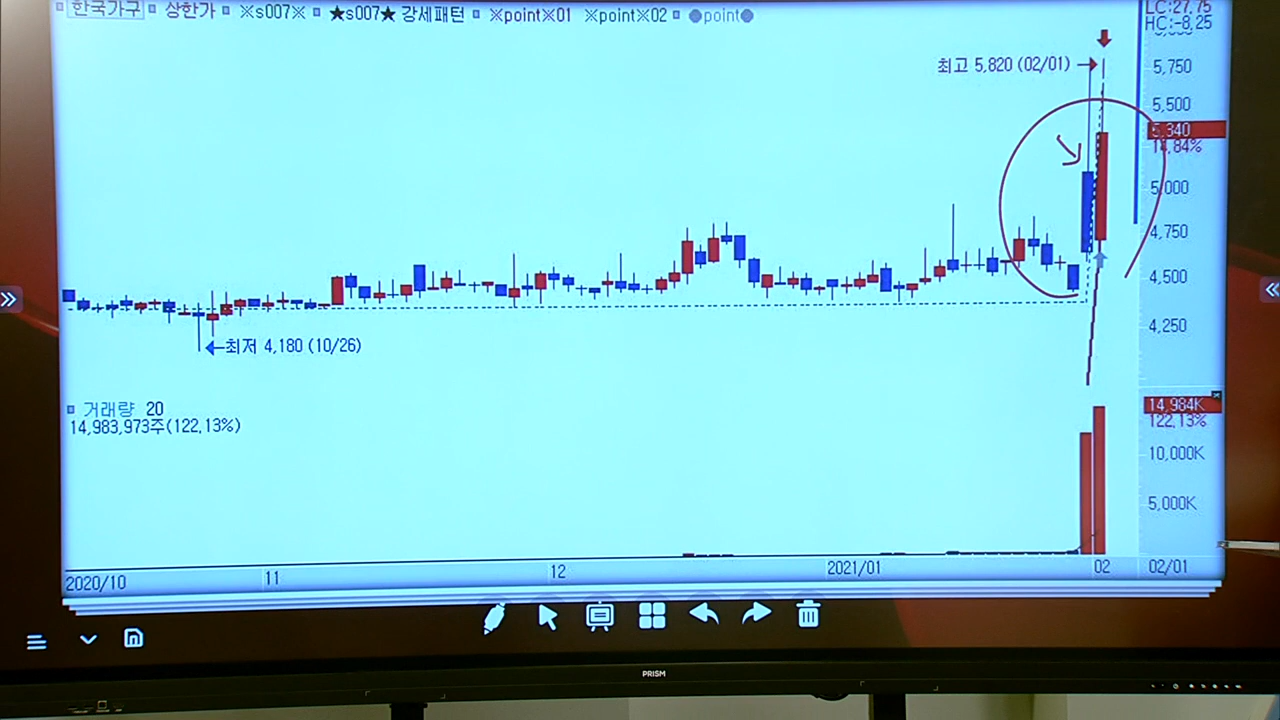 한국가구 상한가 ※s007※ ★s007★ 강세패턴 ※point※01 ※point※02 ●point●
LC:27.75
HC:-8.25
최고 5,820 (02/01)
5,750
5,500
5,340
14.84%
5,000
4,750
4,500
4,250
최저 4,180 (10/26)
거래량 20
14,983,973주(122.13%)
14,984K
122.13%
10,000K
5,000K
2020/10 11 12 2021/01 02 02/01
PRISM